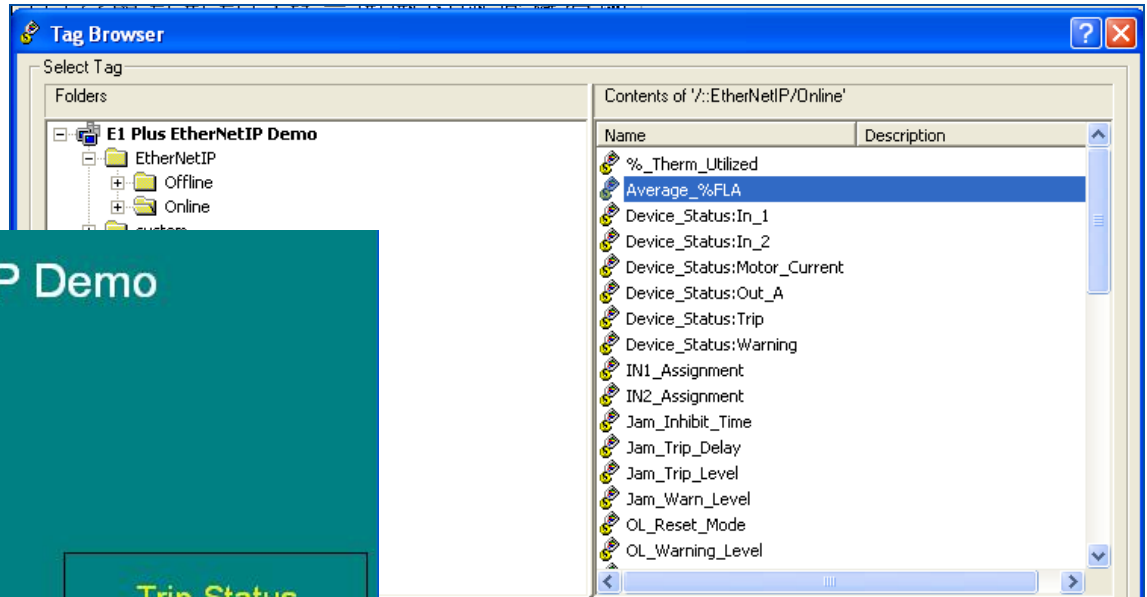 Tag Browser
Select Tag
Folders
Contents of '/::EtherNetIP/Online'
E1 Plus EtherNetIP Demo
EtherNetIP
Offline
Online
Name
Description
%_Therm_Utilized
Average_%FLA
Device_Status:In_1
Device_Status:In_2
Device_Status:Motor_Current
Device_Status:Out_A
Device_Status:Trip
Device_Status:Warning
IN1_Assignment
IN2_Assignment
Jam_Inhibit_Time
Jam_Trip_Delay
Jam_Trip_Level
Jam_Warn_Level
OL_Reset_Mode
OL_Warning_Level
P Demo
Trip Status